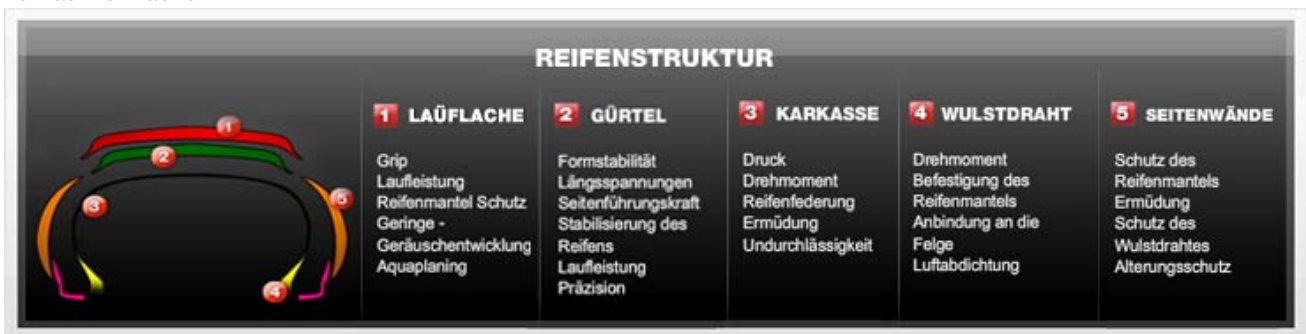 REIFENSTRUKTUR
1 LAÜFLACHE
Grip
Laufleistung
Reifenmantel Schutz
Geringe -
Geräuschentwicklung
Aquaplaning
2 GÜRTEL
Formstabilität
Längsspannungen
Seitenführungskraft
Stabilisierung des
Reifens
Laufleistung
Präzision
3 KARKASSE
Druck
Drehmoment
Reifenfederung
Ermüdung
Undurchlässigkeit
4 WULSTDRAHT
Drehmoment
Befestigung des
Reifenmantels
Anbindung an die
Felge
Luftabdichtung
5 SEITENWÄNDE
Schutz des
Reifenmantels
Ermüdung
Schutz des
Wulstdrahtes
Alterungsschutz
1
2
3
5
4